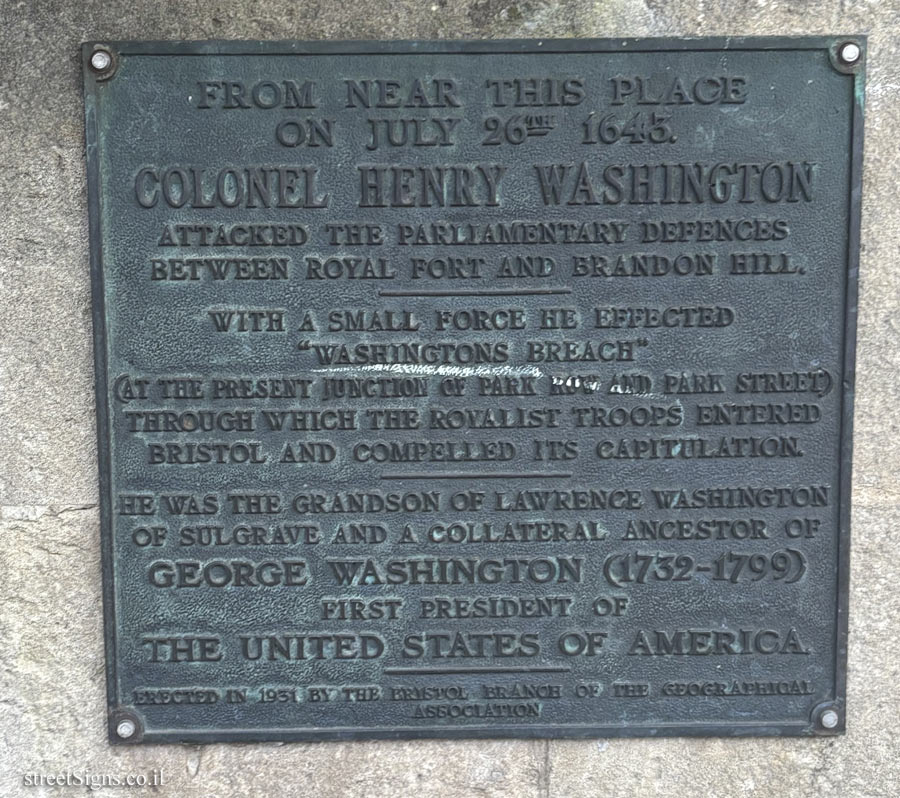 FROM NEAR THIS PLACE
ON JULY 26TH 1643.
COLONEL HENRY WASHINGTON
ATTACKED THE PARLIAMENTARY DEFENCES
BETWEEN ROYAL FORT AND BRANDON HILL.
WITH A SMALL FORCE HE EFFECTED
"WASHINGTONS BREACH"
(AT THE PRESENT JUNCTION OF PARK ROW AND PARK STREET)
THROUGH WHICH THE ROYALIST TROOPS ENTERED
BRISTOL AND COMPELLED ITS CAPITULATION.
HE WAS THE GRANDSON OF LAWRENCE WASHINGTON
OF SULGRAVE AND A COLLATERAL ANCESTOR OF
GEORGE WASHINGTON (1732-1799)
FIRST PRESIDENT OF
THE UNITED STATES OF AMERICA.
ERECTED IN 1931 BY THE BRISTOL BRANCH OF THE GEOGRAPHICAL
ASSOCIATION
streetSigns.co.il